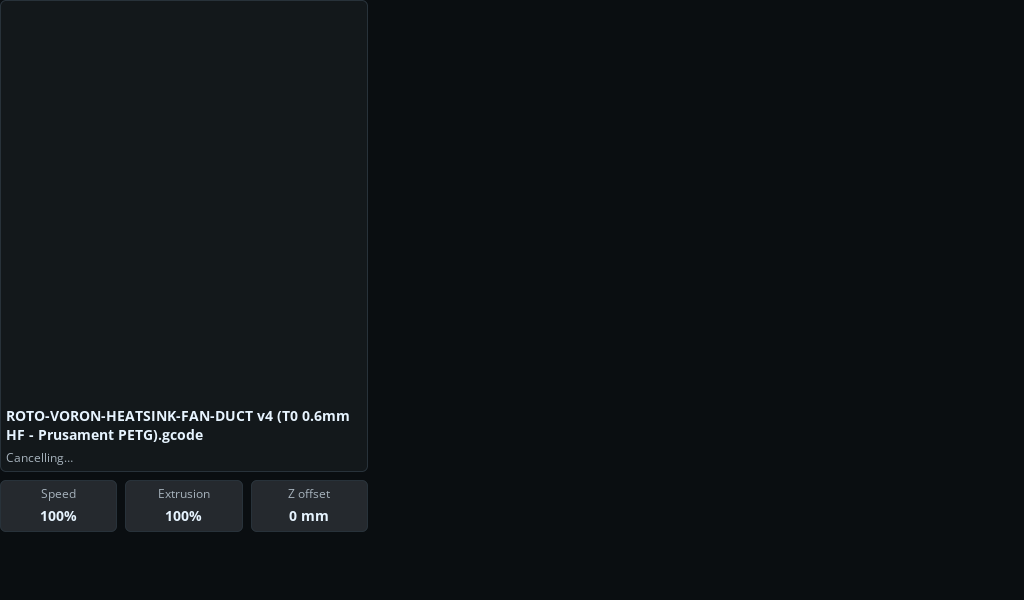 ROTO-VORON-HEATSINK-FAN-DUCT v4 (T0 0.6mm
HF - Prusament PETG).gcode
Cancelling...
Speed
100%
Extrusion
100%
Z offset
0 mm